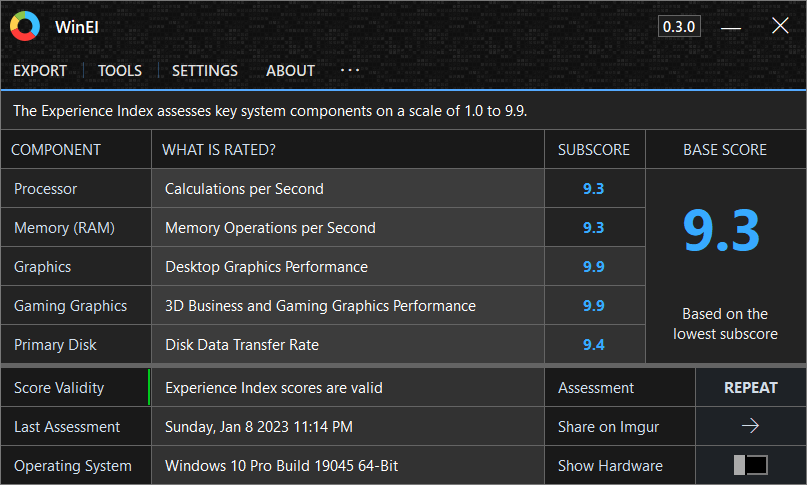 WinEI
0.3.0
EXPORT TOOLS SETTINGS ABOUT ...
The Experience Index assesses key system components on a scale of 1.0 to 9.9.
COMPONENT WHAT IS RATED? SUBSCORE BASE SCORE
Processor Calculations per Second 9.3
Memory (RAM) Memory Operations per Second 9.3
Graphics Desktop Graphics Performance 9.9
Gaming Graphics 3D Business and Gaming Graphics Performance 9.9
Primary Disk Disk Data Transfer Rate 9.4
9.3
Based on the
lowest subscore
Score Validity Experience Index scores are valid Assessment REPEAT
Last Assessment Sunday, Jan 8 2023 11:14 PM Share on Imgur
Operating System Windows 10 Pro Build 19045 64-Bit Show Hardware